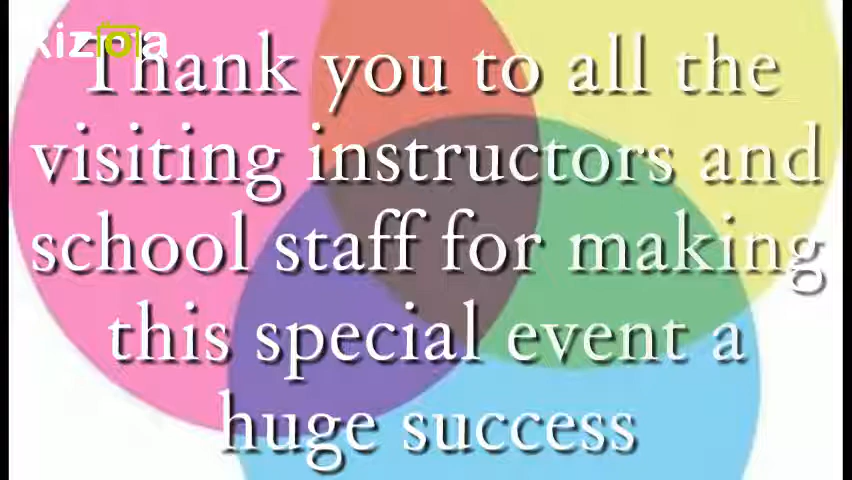 Thank you to all the
visiting instructors and
school staff for making
this special event a
huge success